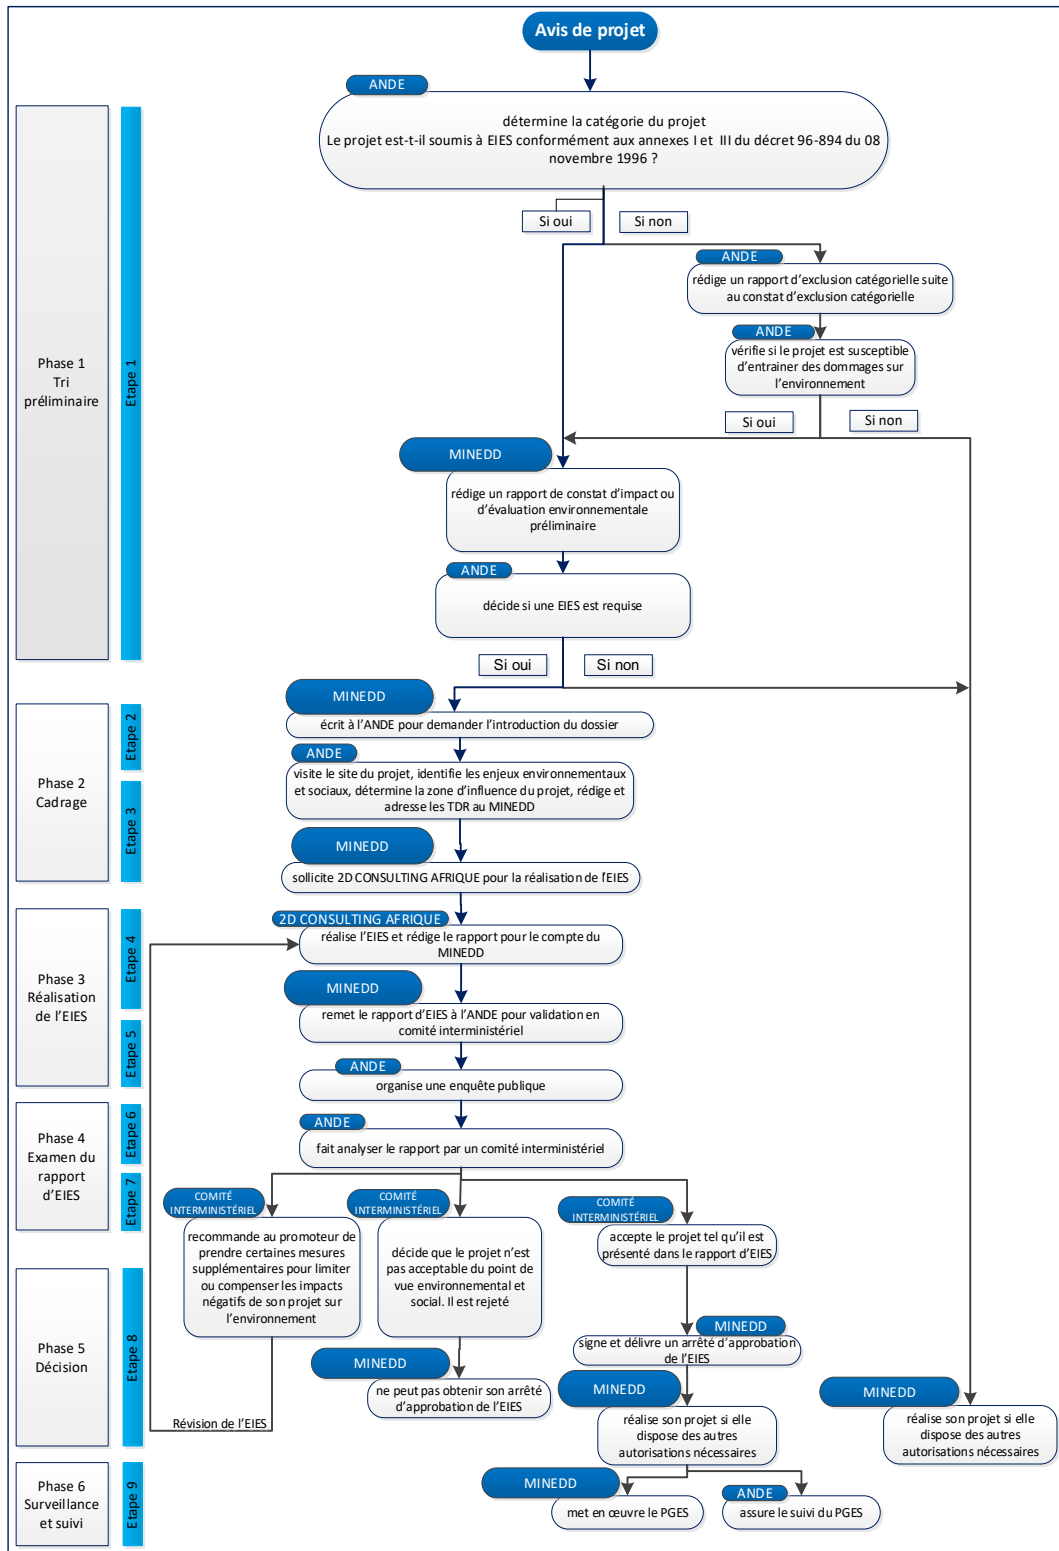 Avis de projet
ANDE
détermine la catégorie du projet
Le projet est-t-il soumis à EIES conformément aux annexes I et III du décret 96-894 du 08
novembre 1996 ?
Si oui
Si non
ANDE
rédige un rapport d’exclusion catégorielle suite
au constat d’exclusion catégorielle
ANDE
vérifie si le projet est susceptible
d’entrainer des dommages sur
l’environnement
Si oui
Si non
Phase 1
Tri
préliminaire
Etape 1
MINEDD
rédige un rapport de constat d’impact ou
d’évaluation environnementale
préliminaire
ANDE
décide si une EIES est requise
Si oui
Si non
Phase 2
Cadrage
Etape 2
Etape 3
MINEDD
écrit à l’ANDE pour demander l’introduction du dossier
ANDE
visite le site du projet, identifie les enjeux environnementaux
et sociaux, détermine la zone d’influence du projet, rédige et
adresse les TDR au MINEDD
MINEDD
sollicite 2D CONSULTING AFRIQUE pour la réalisation de l’EIES
Phase 3
Réalisation
de l’EIES
Etape 4
Etape 5
2D CONSULTING AFRIQUE
réalise l’EIES et rédige le rapport pour le compte du
MINEDD
MINEDD
remet le rapport d’EIES à l’ANDE pour validation en
comité interministériel
ANDE
organise une enquête publique
Phase 4
Examen du
rapport
d’EIES
Etape 6
Etape 7
ANDE
fait analyser le rapport par un comité interministériel
COMITÉ
INTERMINISTÉRIEL
recommande au promoteur de
prendre certaines mesures
supplémentaires pour limiter
ou compenser les impacts
négatifs de son projet sur
l’environnement
COMITÉ
INTERMINISTÉRIEL
décide que le projet n’est
pas acceptable du point de
vue environnemental et
social. Il est rejeté
COMITÉ
INTERMINISTÉRIEL
accepte le projet tel qu’il est
présenté dans le rapport d’EIES
Phase 5
Décision
Etape 8
MINEDD
signe et délivre un arrêté d’approbation
de l’EIES
MINEDD
ne peut pas obtenir son arrêté
d’approbation de l’EIES
MINEDD
réalise son projet si elle
dispose des autres
autorisations nécessaires
MINEDD
réalise son projet si elle
dispose des autres
autorisations nécessaires
Révision de l’EIES
Phase 6
Surveillance
et suivi
Etape 9
MINEDD
met en œuvre le PGES
ANDE
assure le suivi du PGES